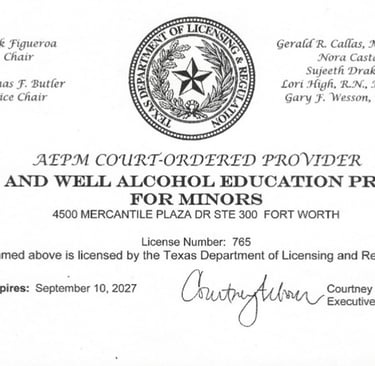 k Figueroa
Chair
as F. Butler
ice Chair
TEXAS DEPARTMENT OF LICENSING & REGULATION
Gerald R. Callas, M
Nora Casta
Sujeeth Drak
Lori High, R.N.,
Gary F. Wesson,
AEPM COURT-ORDERED PROVIDER
AND WELL ALCOHOL EDUCATION PR
FOR MINORS
4500 MERCANTILE PLAZA DR STE 300 FORT WORTH
License Number: 765
med above is licensed by the Texas Department of Licensing and Re
pires: September 10, 2027
Courtney
Courtney
Executive